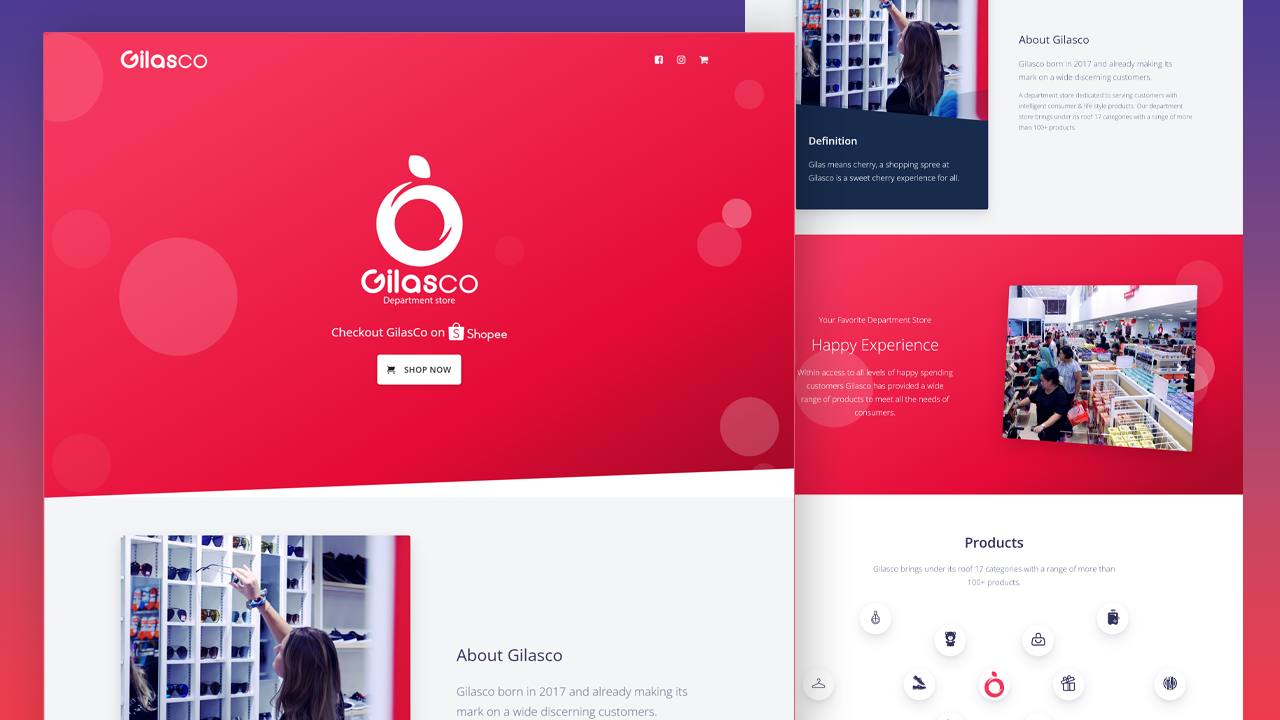 Gilasco
Gilasco
Department store
Checkout GilasCo on Shopee
SHOP NOW
About Gilasco
Gilasco born in 2017 and already making its
mark on a wide discerning customers.
Definition
Gilas means cherry, a shopping spree at
Gilasco is a sweet cherry experience for all.
About Gilasco
Gilasco born in 2017 and already making its
mark on a wide discerning customers.
A department store dedicated to serving customers with
intelligent consumer & life style products. Our department
store brings under its roof 17 categories with a range of more
than 100+ products.
Your Favorite Department Store
Happy Experience
Within access to all levels of happy spending
customers Gilasco has provided a wide
range of products to meet all the needs of
consumers.
Products
Gilasco brings under its roof 17 categories with a range of more than
100+ products.